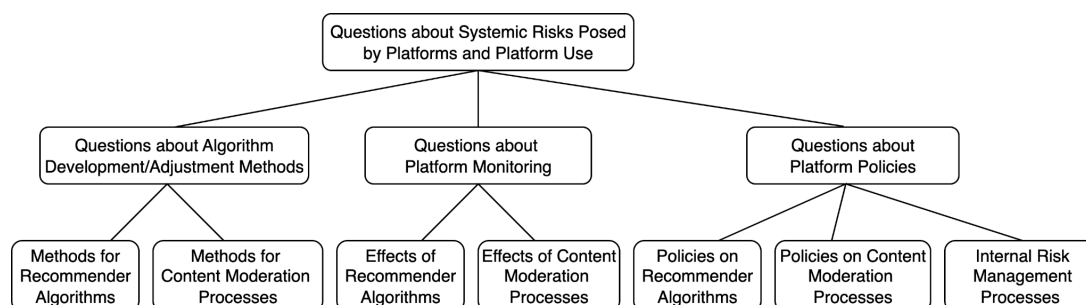 Questions about Systemic Risks Posed
by Platforms and Platform Use
Questions about Algorithm
Development/Adjustment Methods
Questions about
Platform Monitoring
Questions about
Platform Policies
Methods for
Recommender
Algorithms
Methods for
Content Moderation
Processes
Effects of
Recommender
Algorithms
Effects of Content
Moderation
Processes
Policies on
Recommender
Algorithms
Policies on Content
Moderation
Processes
Internal Risk
Management
Processes